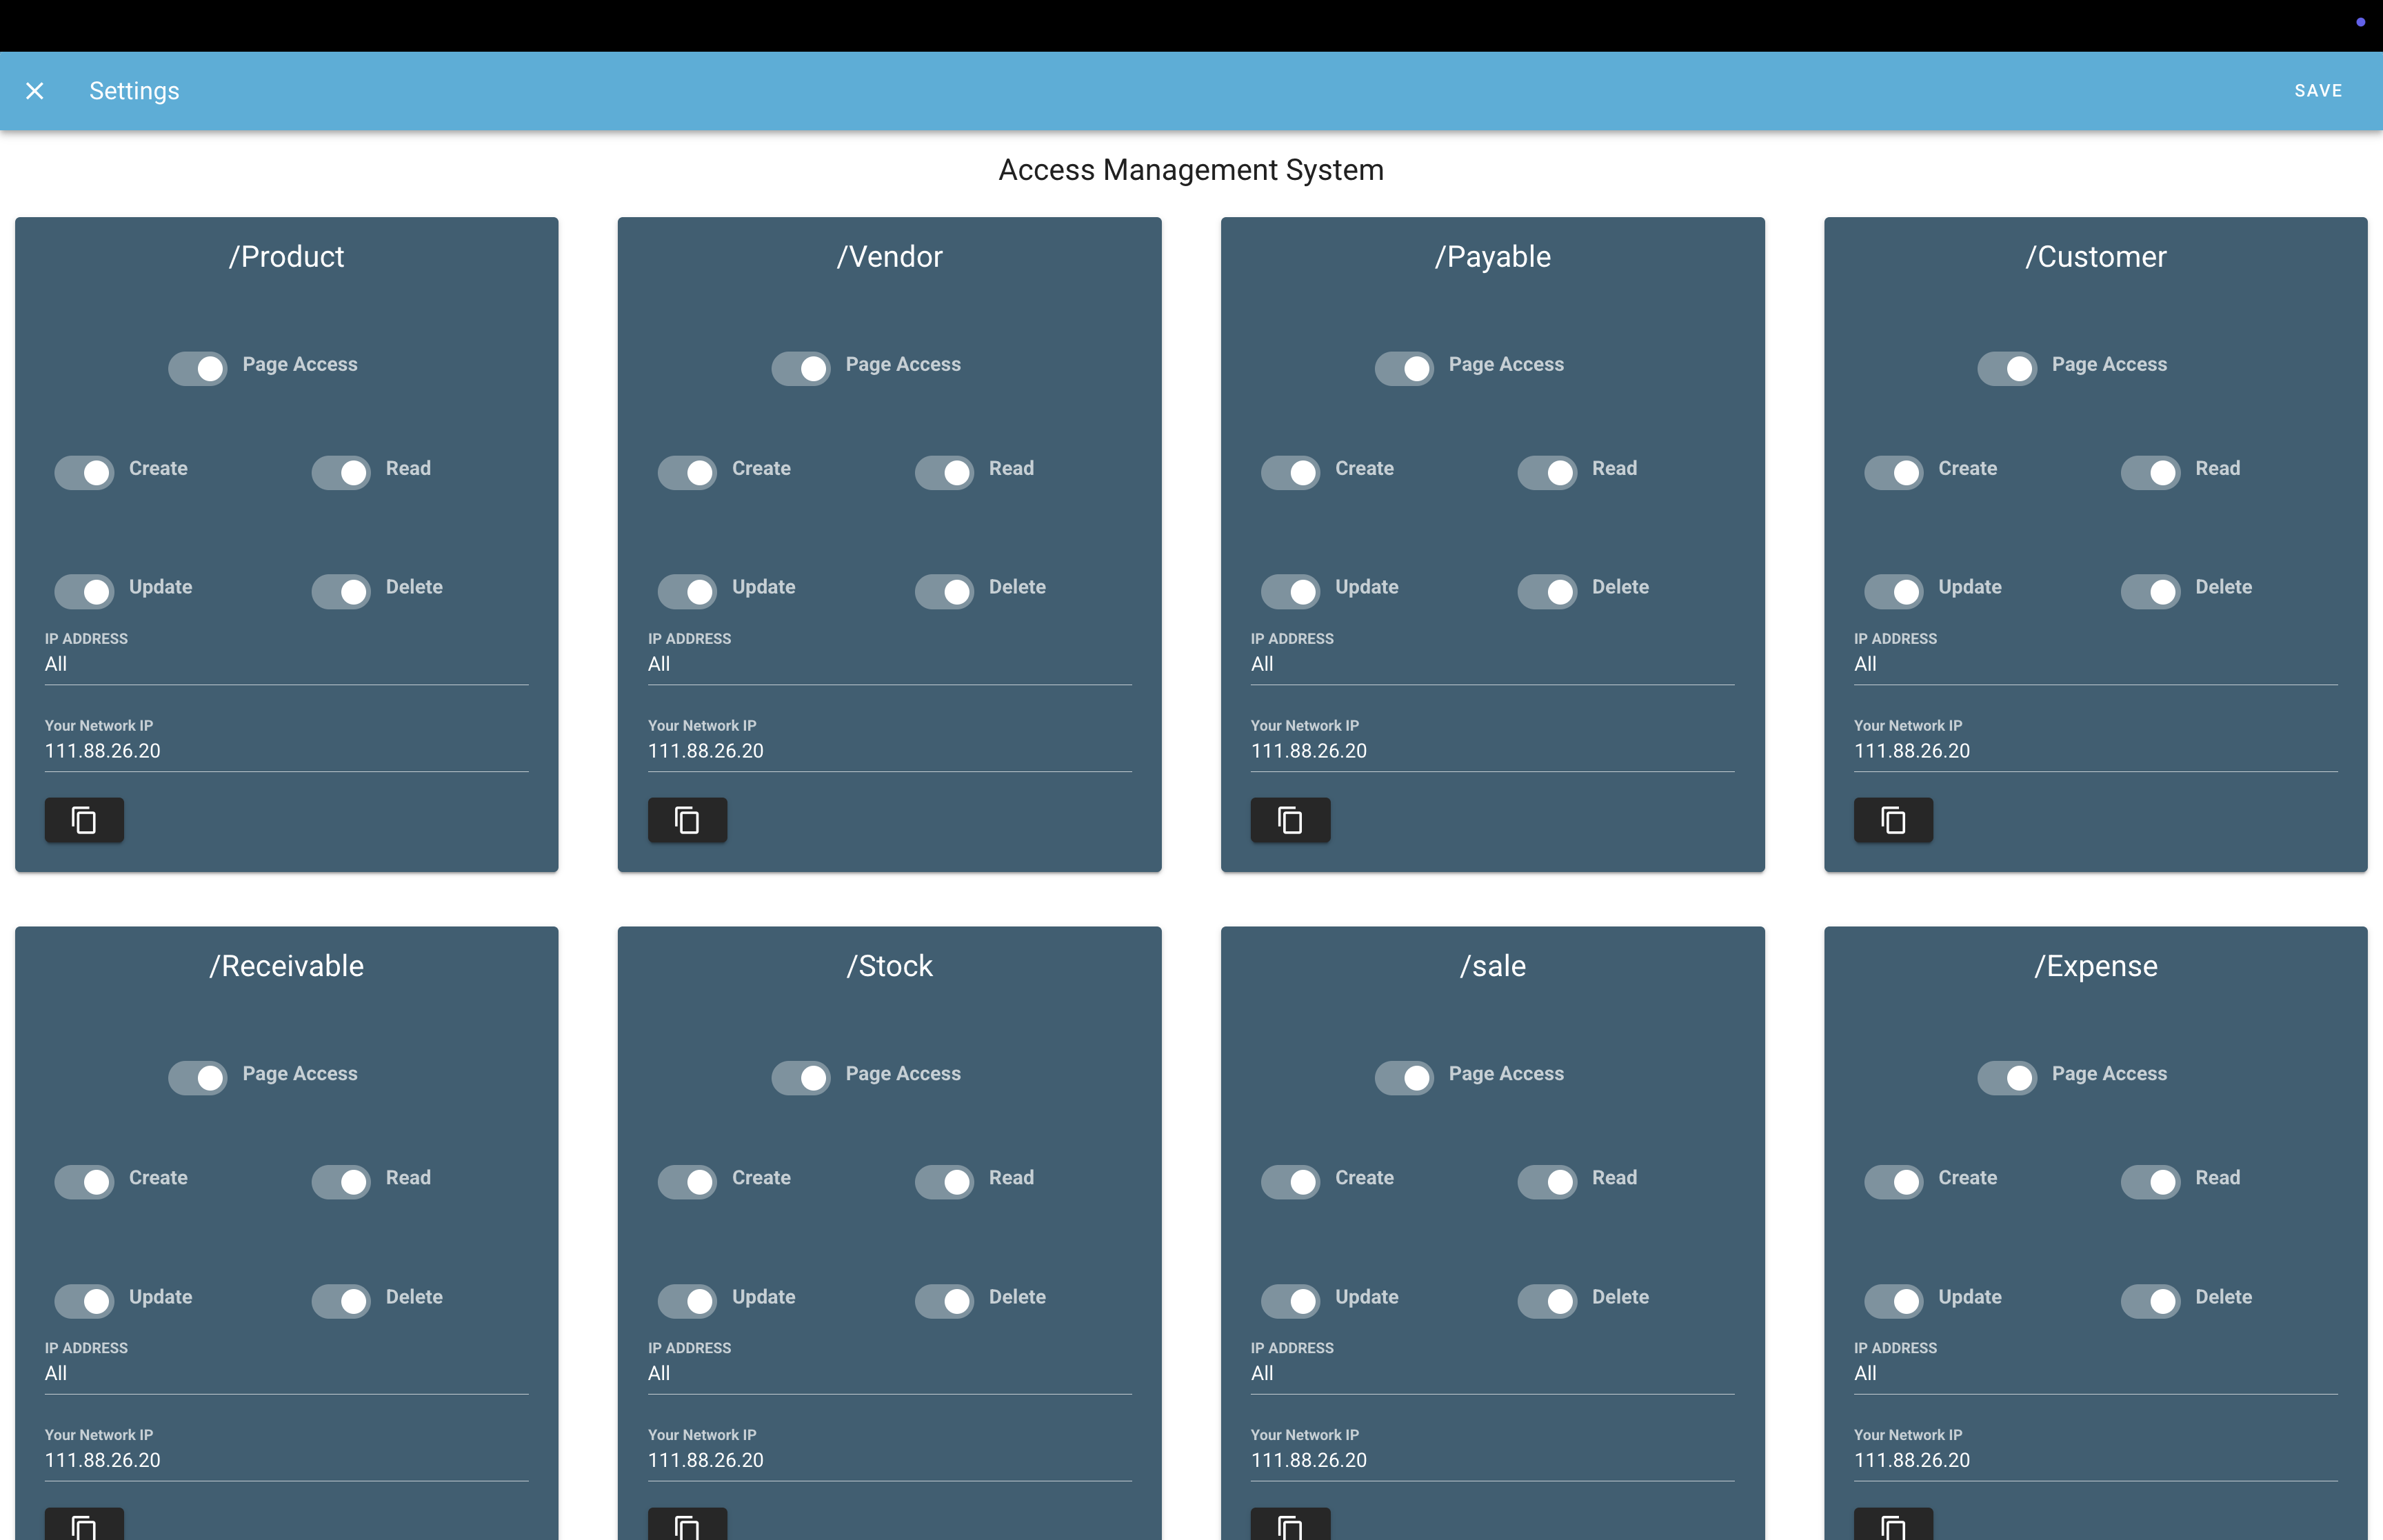 Settings
SAVE
Access Management System
/Product
Page Access
Create
Read
Update
Delete
IP ADDRESS
All
Your Network IP
111.88.26.20
/Vendor
Page Access
Create
Read
Update
Delete
IP ADDRESS
All
Your Network IP
111.88.26.20
/Payable
Page Access
Create
Read
Update
Delete
IP ADDRESS
All
Your Network IP
111.88.26.20
/Customer
Page Access
Create
Read
Update
Delete
IP ADDRESS
All
Your Network IP
111.88.26.20
/Receivable
Page Access
Create
Read
Update
Delete
IP ADDRESS
All
Your Network IP
111.88.26.20
/Stock
Page Access
Create
Read
Update
Delete
IP ADDRESS
All
Your Network IP
111.88.26.20
/sale
Page Access
Create
Read
Update
Delete
IP ADDRESS
All
Your Network IP
111.88.26.20
/Expense
Page Access
Create
Read
Update
Delete
IP ADDRESS
All
Your Network IP
111.88.26.20